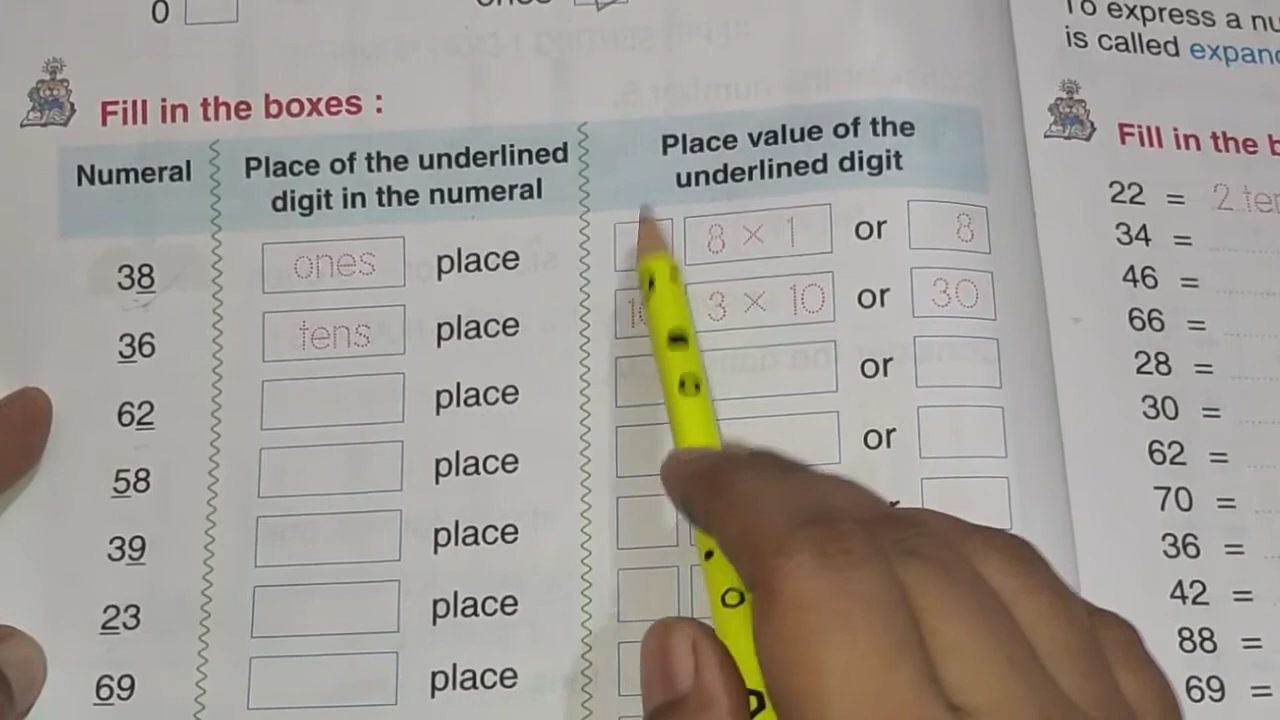 0
Fill in the boxes :
Numeral Place of the underlined digit in the numeral Place value of the underlined digit
38 ones place 8 × 1 or 8
36 tens place 10 3 × 10 or 30
62 place or
58 place or
39 place
23 place
69 place
To express a
is called
Fill in the
22 = 2
34 =
46 =
66 =
28 =
30 =
62 =
70 =
36 =
42 =
88 =
69 =